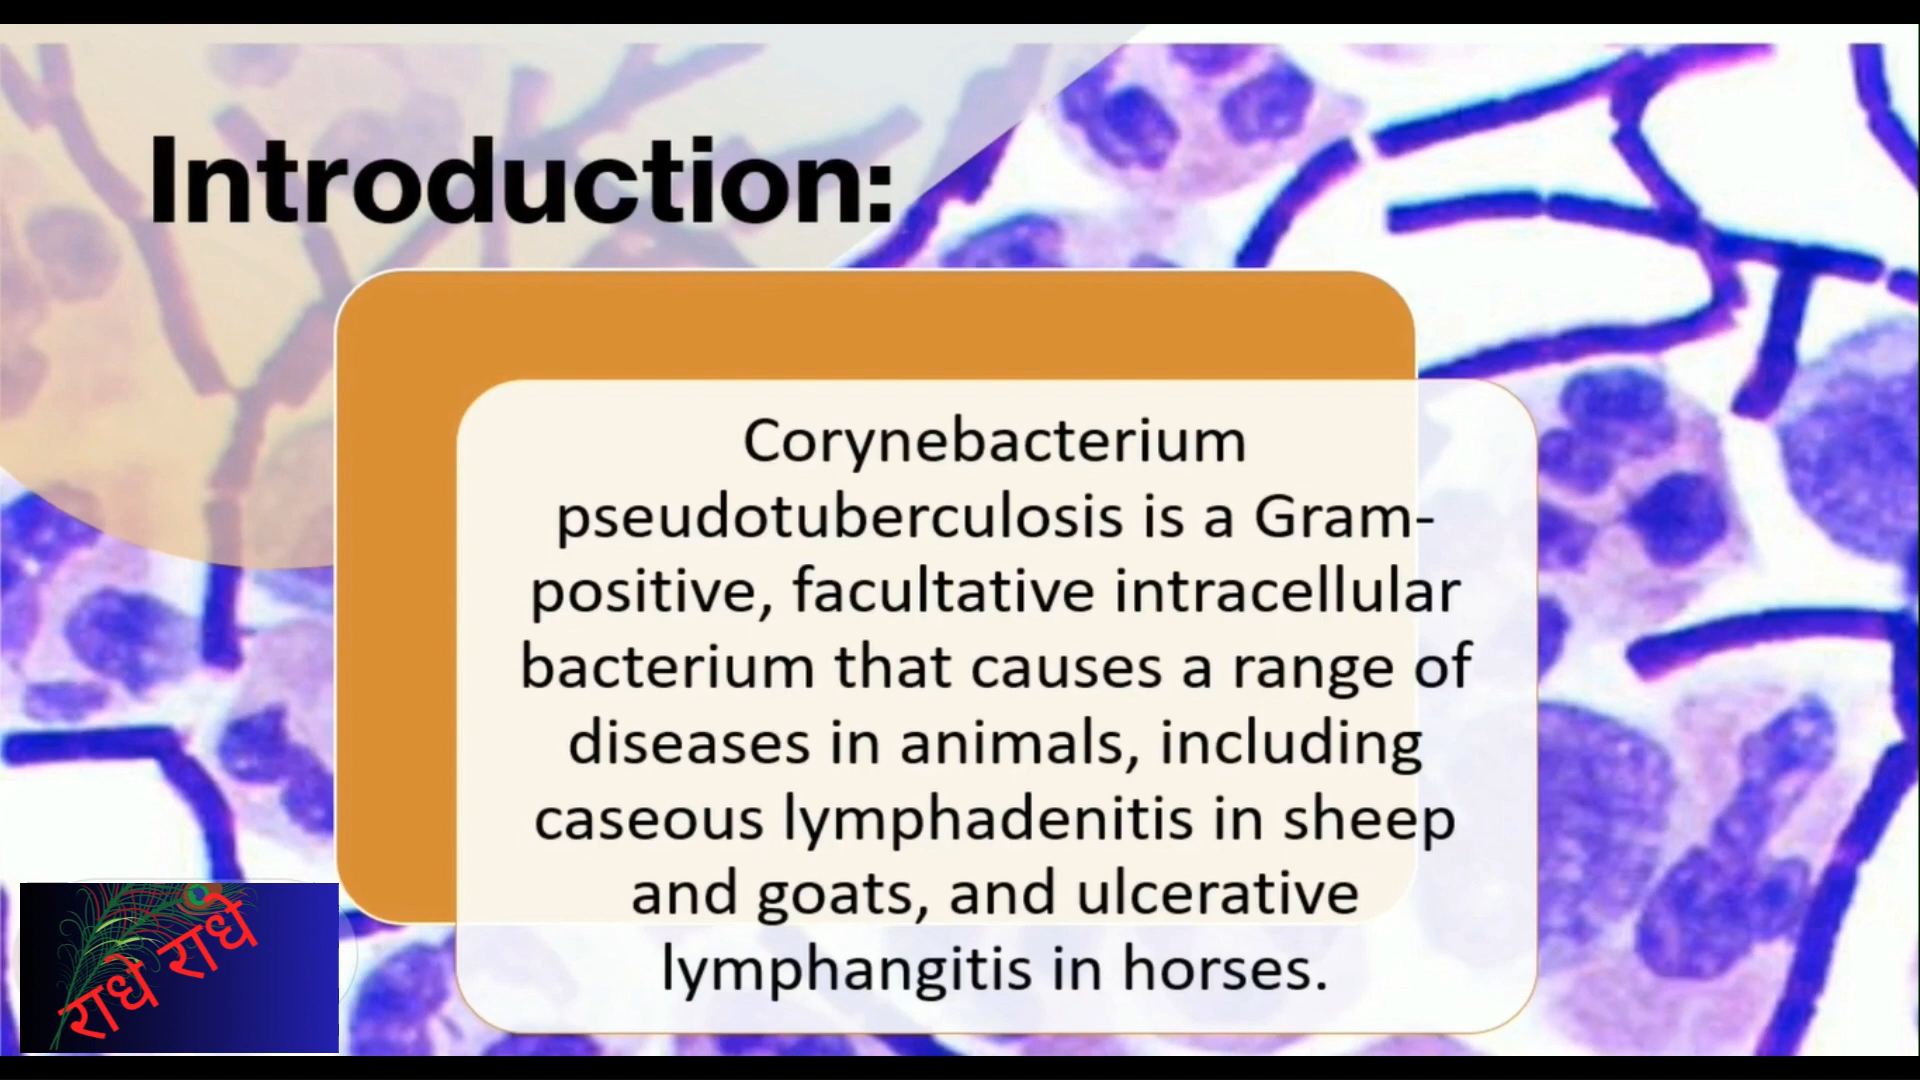 Introduction:
Corynebacterium
pseudotuberculosis is a Gram-
positive, facultative intracellular
bacterium that causes a range of
diseases in animals, including
caseous lymphadenitis in sheep
and goats, and ulcerative
lymphangitis in horses.
राधे राधे